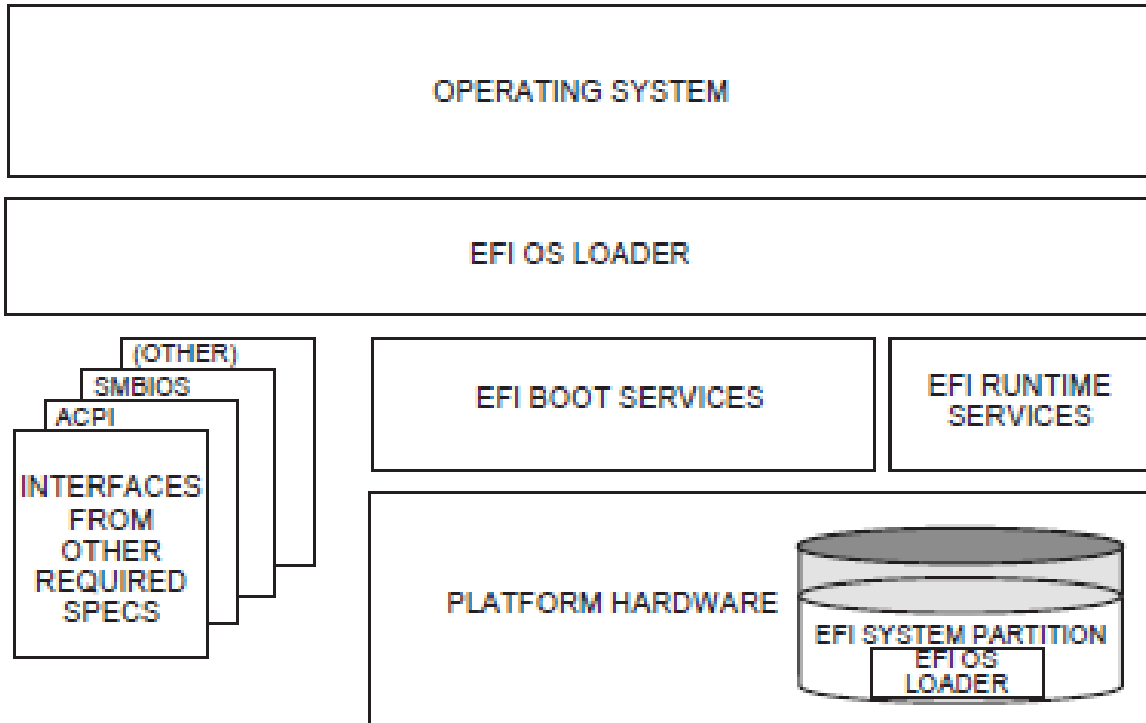 OPERATING SYSTEM
EFI OS LOADER
(OTHER)
SMBIOS
ACPI
INTERFACES
FROM
OTHER
REQUIRED
SPECS
EFI BOOT SERVICES
EFI RUNTIME
SERVICES
PLATFORM HARDWARE
EFI SYSTEM PARTITION
EFI OS
LOADER